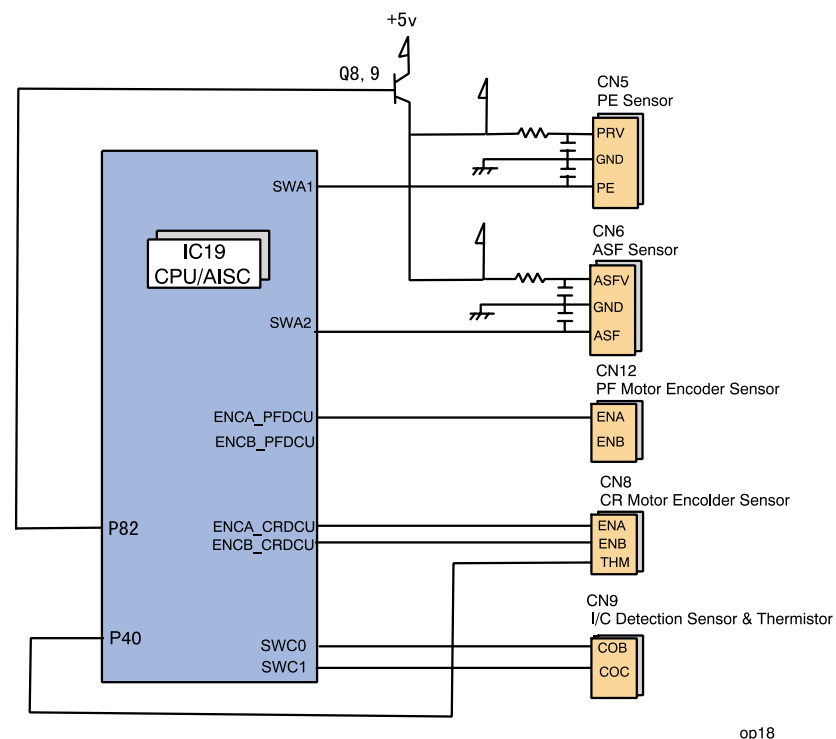 +5v
Q8, 9
CN5
PE Sensor
PRV
GND
PE
SWA1
IC19
CPU/AISC
CN6
ASF Sensor
ASFV
GND
ASF
SWA2
CN12
PF Motor Encoder Sensor
ENCA_PFDCU
ENA
ENCB_PFDCU
ENB
CN8
CR Motor Encolder Sensor
P82
ENCA_CRDCU
ENA
ENCB_CRDCU
ENB
THM
CN9
I/C Detection Sensor & Thermistor
P40
SWC0
COB
SWC1
COC
op18